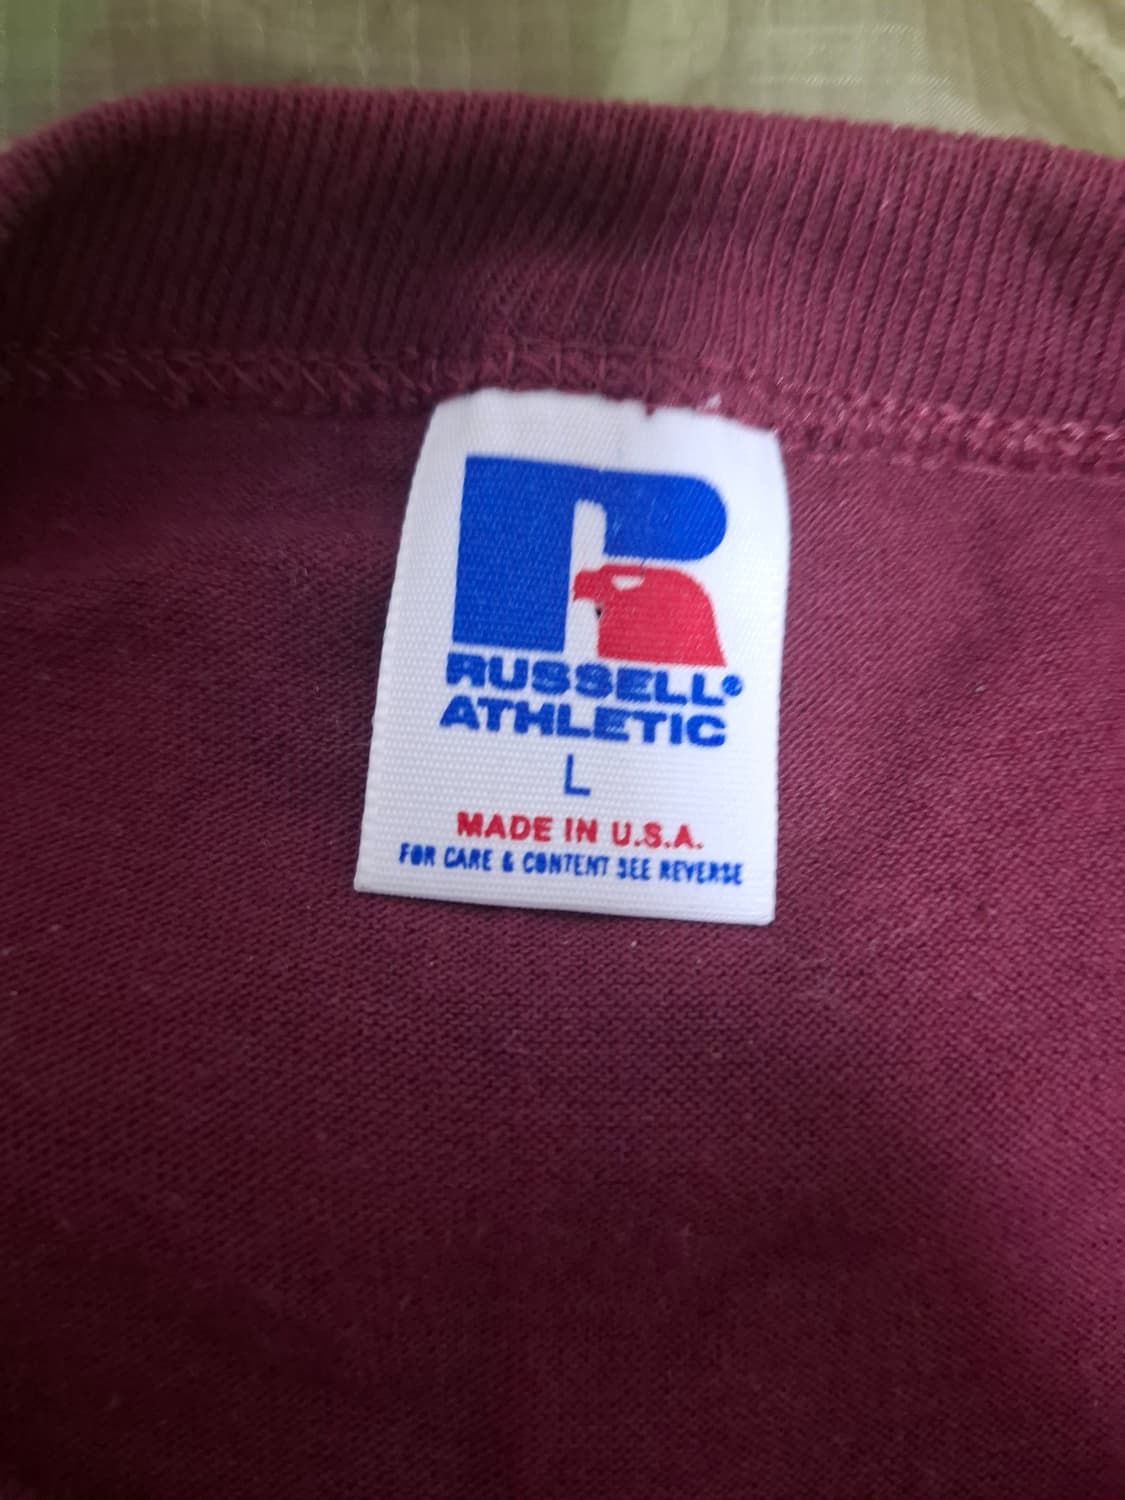 R
RUSSELL®
ATHLETIC
L
MADE IN U.S.A.
FOR CARE & CONTENT SEE REVERSE